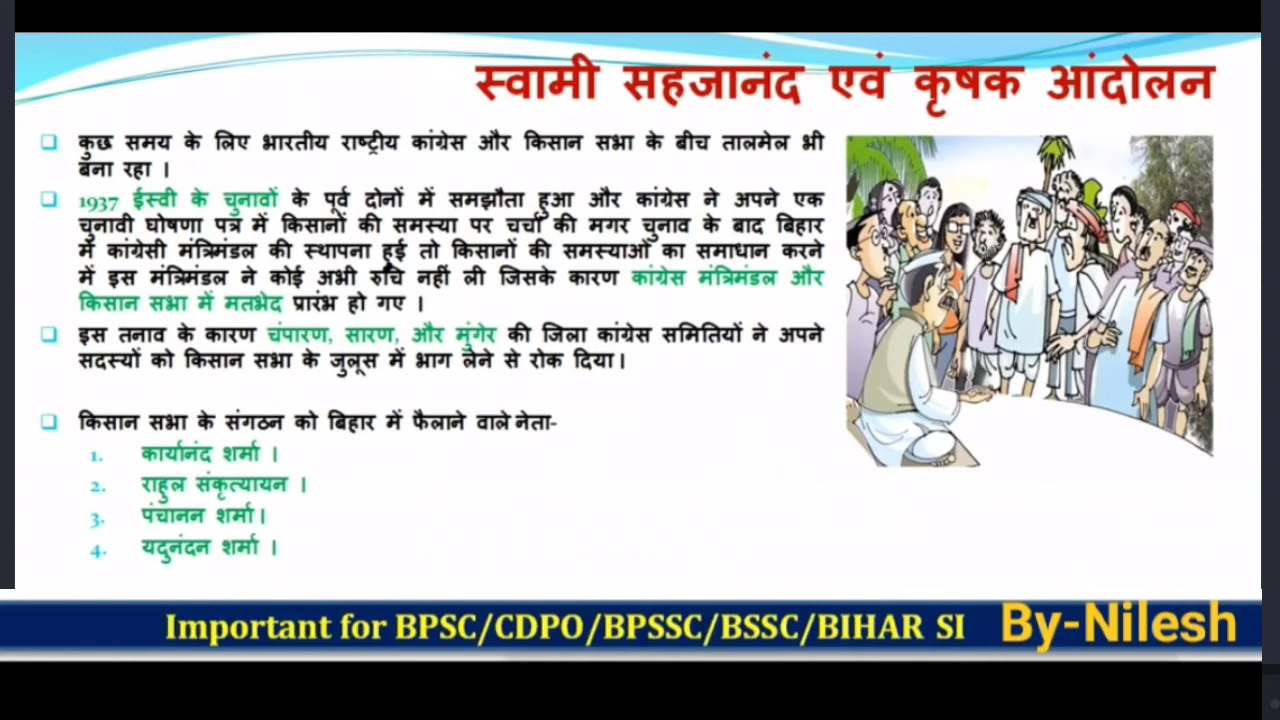 स्वामी सहजानंद एवं कृषक आंदोलन
कुछ समय के लिए भारतीय राष्ट्रीय कांग्रेस और किसान सभा के बीच तालमेल भी
बना रहा ।
1937 ईस्वी के चुनावों के पूर्व दोनों में समझौता हुआ और कांग्रेस ने अपने एक
चुनावी घोषणा पत्र में किसानों की समस्या पर चर्चा की मगर चुनाव के बाद बिहार
में कांग्रेसी मंत्रिमंडल की स्थापना हुई तो किसानों की समस्याओं का समाधान करने
में इस मंत्रिमंडल ने कोई अभी रुचि नहीं ली जिसके कारण कांग्रेस मंत्रिमंडल और
किसान सभा में मतभेद प्रारंभ हो गए ।
इस तनाव के कारण चंपारण, सारण, और मुंगेर की जिला कांग्रेस समितियों ने अपने
सदस्यों को किसान सभा के जुलूस में भाग लेने से रोक दिया।
किसान सभा के संगठन को बिहार में फैलाने वाले नेता-
1. कार्यानंद शर्मा ।
2. राहुल संकृत्यायन ।
3. पंचानन शर्मा।
4. यदुनंदन शर्मा ।
Important for BPSC/CDPO/BPSSC/BSSC/BIHAR SI By-Nilesh